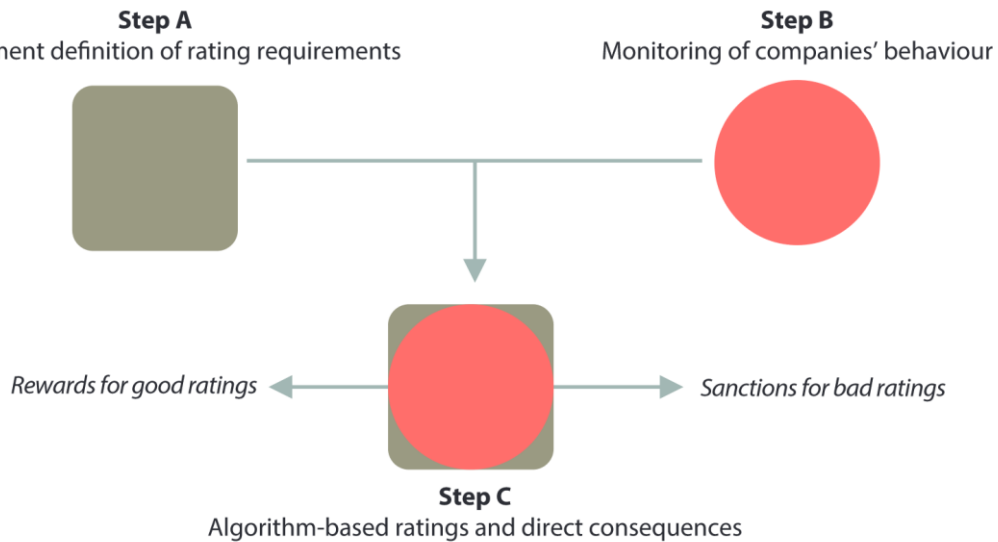 Step A
ment definition of rating requirements
Step B
Monitoring of companies’ behaviour
Rewards for good ratings
Sanctions for bad ratings
Step C
Algorithm-based ratings and direct consequences